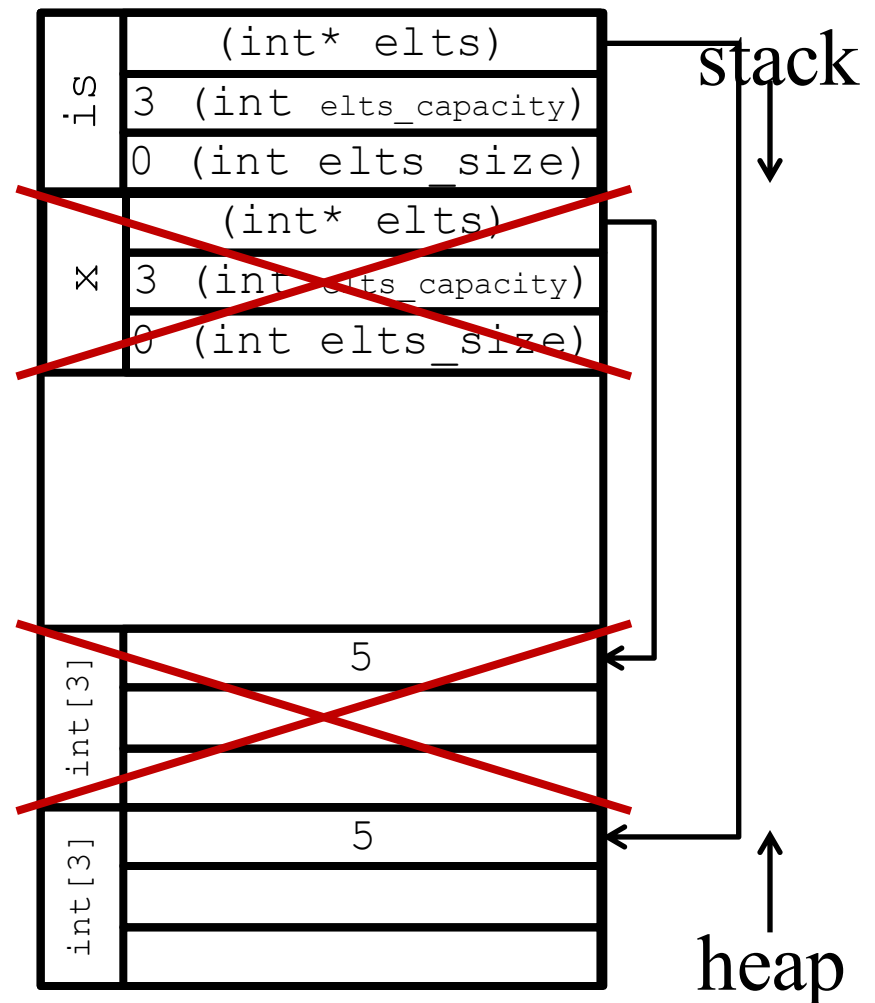 stack
is
(int* elts)
3 (int elts_capacity)
0 (int elts_size)
x
(int* elts)
3 (int elts_capacity)
0 (int elts_size)
int[3]
5
int[3]
5
heap